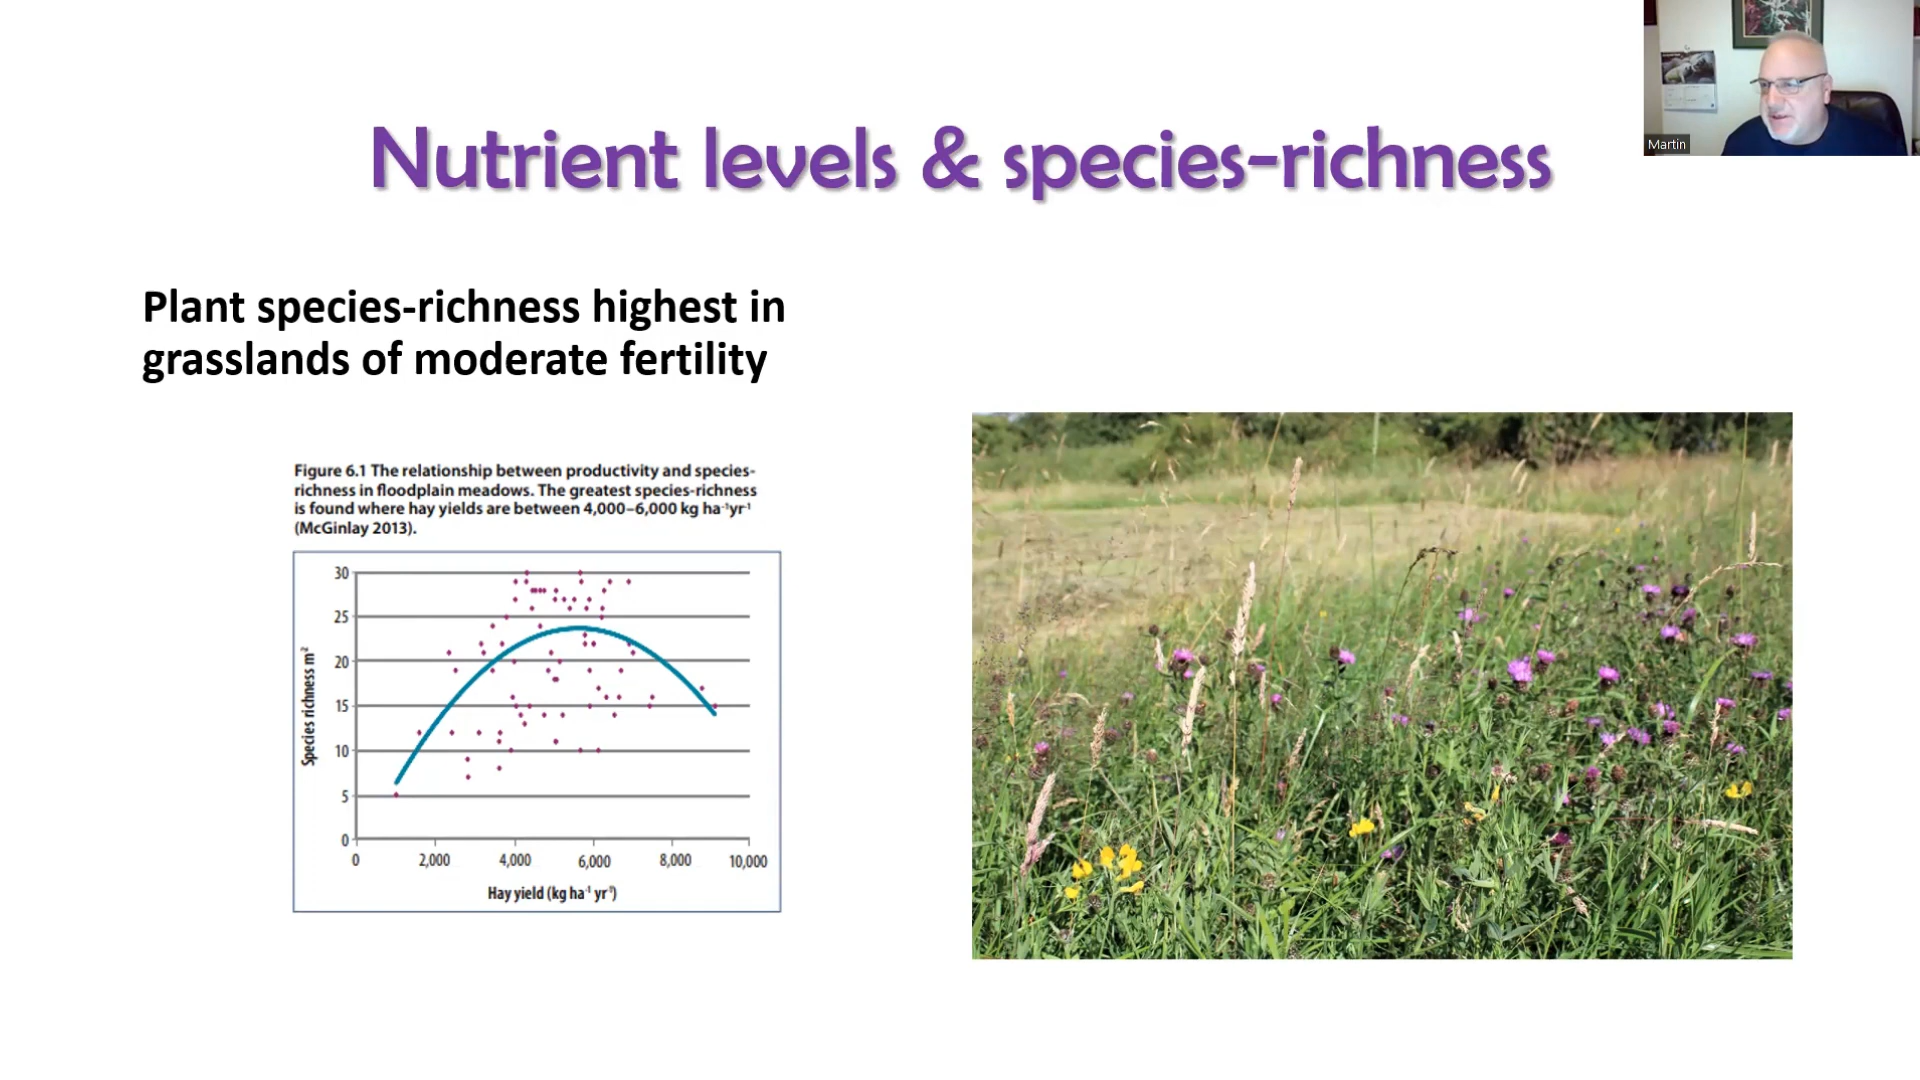 Martin
Nutrient levels & species-richness
Plant species-richness highest in
grasslands of moderate fertility
Figure 6.1 The relationship between productivity and species-
richness in floodplain meadows. The greatest species-richness
is found where hay yields are between 4,000–6,000 kg ha⁻¹yr⁻¹
(McGinlay 2013).
30
25
20
15
10
5
0
Species richness m²
0 2,000 4,000 6,000 8,000 10,000
Hay yield (kg ha⁻¹ yr⁻¹)